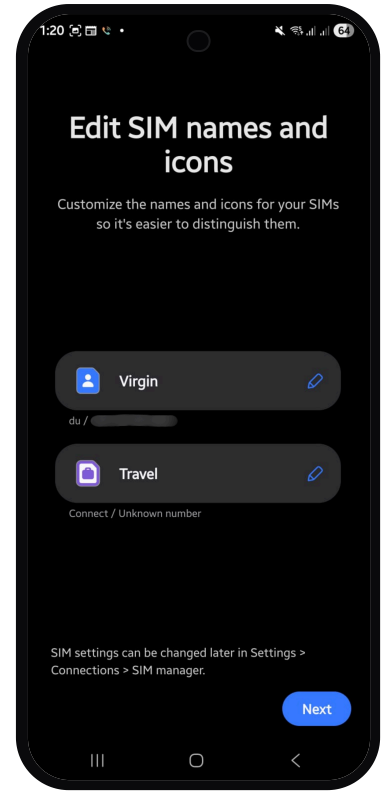 1:20
64
Edit SIM names and
icons
Customize the names and icons for your SIMs
so it's easier to distinguish them.
Virgin
du /
Travel
Connect / Unknown number
SIM settings can be changed later in Settings >
Connections > SIM manager.
Next